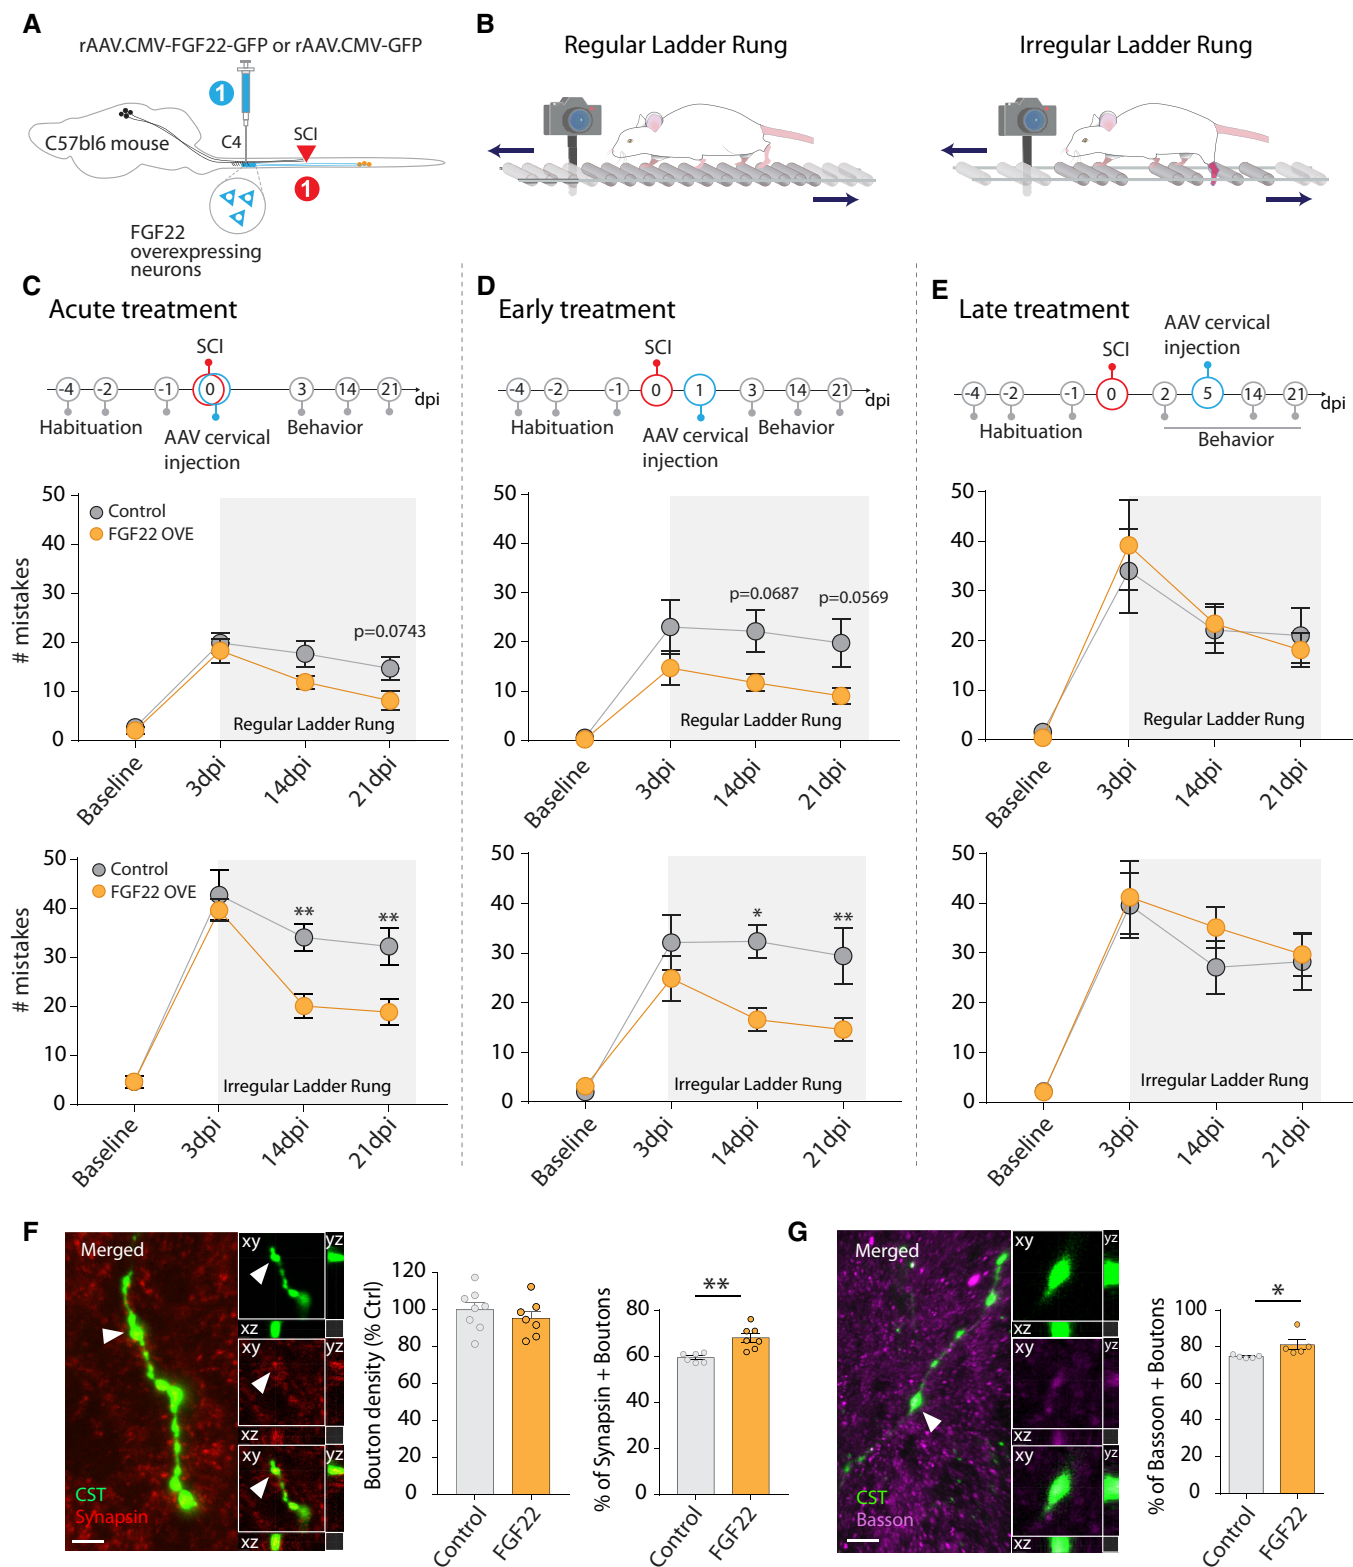 A
rAAV.CMV-FGF22-GFP or rAAV.CMV-GFP
1
C57bl6 mouse
C4
SCI
1
FGF22
overexpressing
neurons
B
Regular Ladder Rung
Irregular Ladder Rung
C
Acute treatment
SCI
-4 -2 -1 0 3 14 21
dpi
Habituation
AAV cervical
injection
Behavior
50
40
30
20
10
0
# mistakes
Control
FGF22 OVE
p=0.0743
Regular Ladder Rung
Baseline 3dpi 14dpi 21dpi
50
40
30
20
10
0
# mistakes
Control
FGF22 OVE
** **
Irregular Ladder Rung
Baseline 3dpi 14dpi 21dpi
D
Early treatment
SCI
-4 -2 -1 0 1 3 14 21
dpi
Habituation
AAV cervical
injection
Behavior
50
40
30
20
10
0
p=0.0687
p=0.0569
Regular Ladder Rung
Baseline 3dpi 14dpi 21dpi
50
40
30
20
10
0
* **
Irregular Ladder Rung
Baseline 3dpi 14dpi 21dpi
E
Late treatment
AAV cervical
injection
SCI
-4 -2 -1 0 2 5 14 21
dpi
Habituation
Behavior
50
40
30
20
10
0
Regular Ladder Rung
Baseline 3dpi 14dpi 21dpi
50
40
30
20
10
0
Irregular Ladder Rung
Baseline 3dpi 14dpi 21dpi
F
Merged
CST
Synapsin
xy yz
xz
xy yz
xz
xy yz
xz
Bouton density (% Ctrl)
120
100
80
60
40
20
0
Control FGF22
% of Synapsin + Boutons
80
60
40
20
0
**
Control FGF22
G
Merged
CST
Basson
xy yz
xz
xy yz
xz
xy yz
xz
% of Bassoon + Boutons
100
80
60
40
20
0
*
Control FGF22